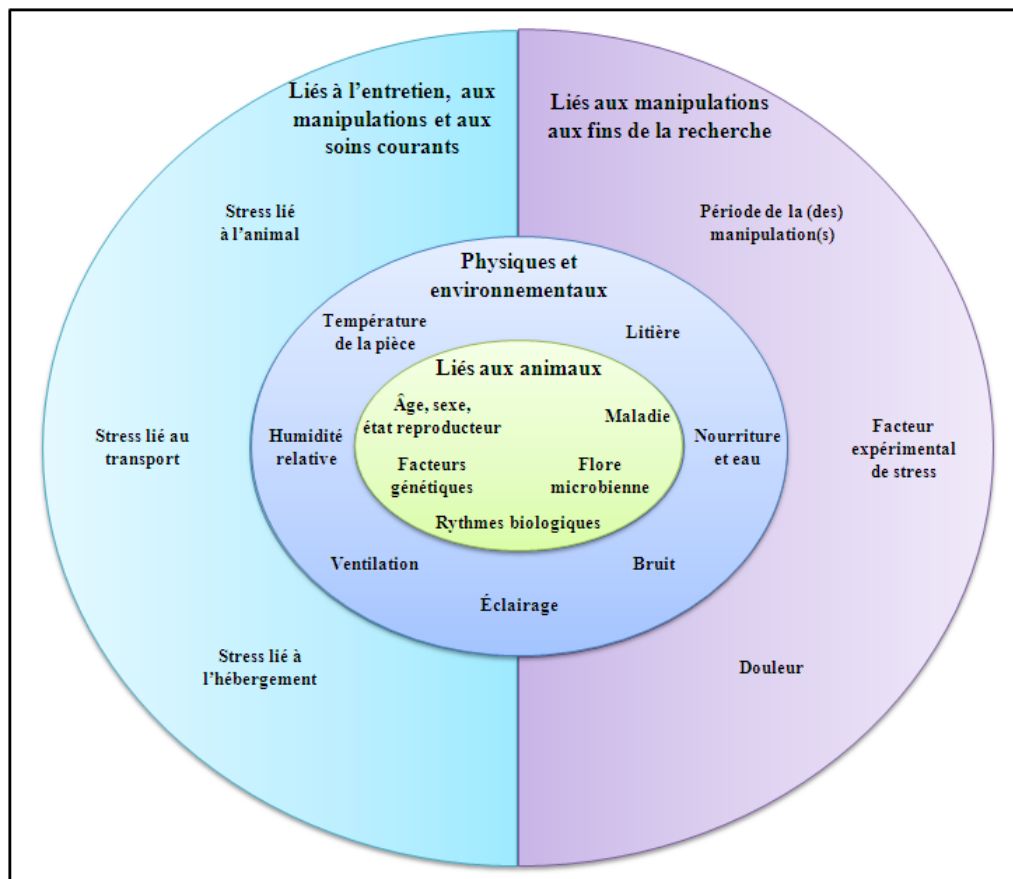 Liés à l'entretien, aux
manipulations et aux
soins courants
Liés aux manipulations
aux fins de la recherche
Stress lié
à l'animal
Période de la (des)
manipulation(s)
Physiques et
environnementaux
Température
de la pièce
Litière
Liés aux animaux
Âge, sexe,
état reproducteur
Maladie
Stress lié au
transport
Humidité
relative
Nourriture
et eau
Facteur
expérimental
de stress
Facteurs
génétiques
Flore
microbienne
Rythmes biologiques
Ventilation
Bruit
Éclairage
Stress lié à
l'hébergement
Douleur